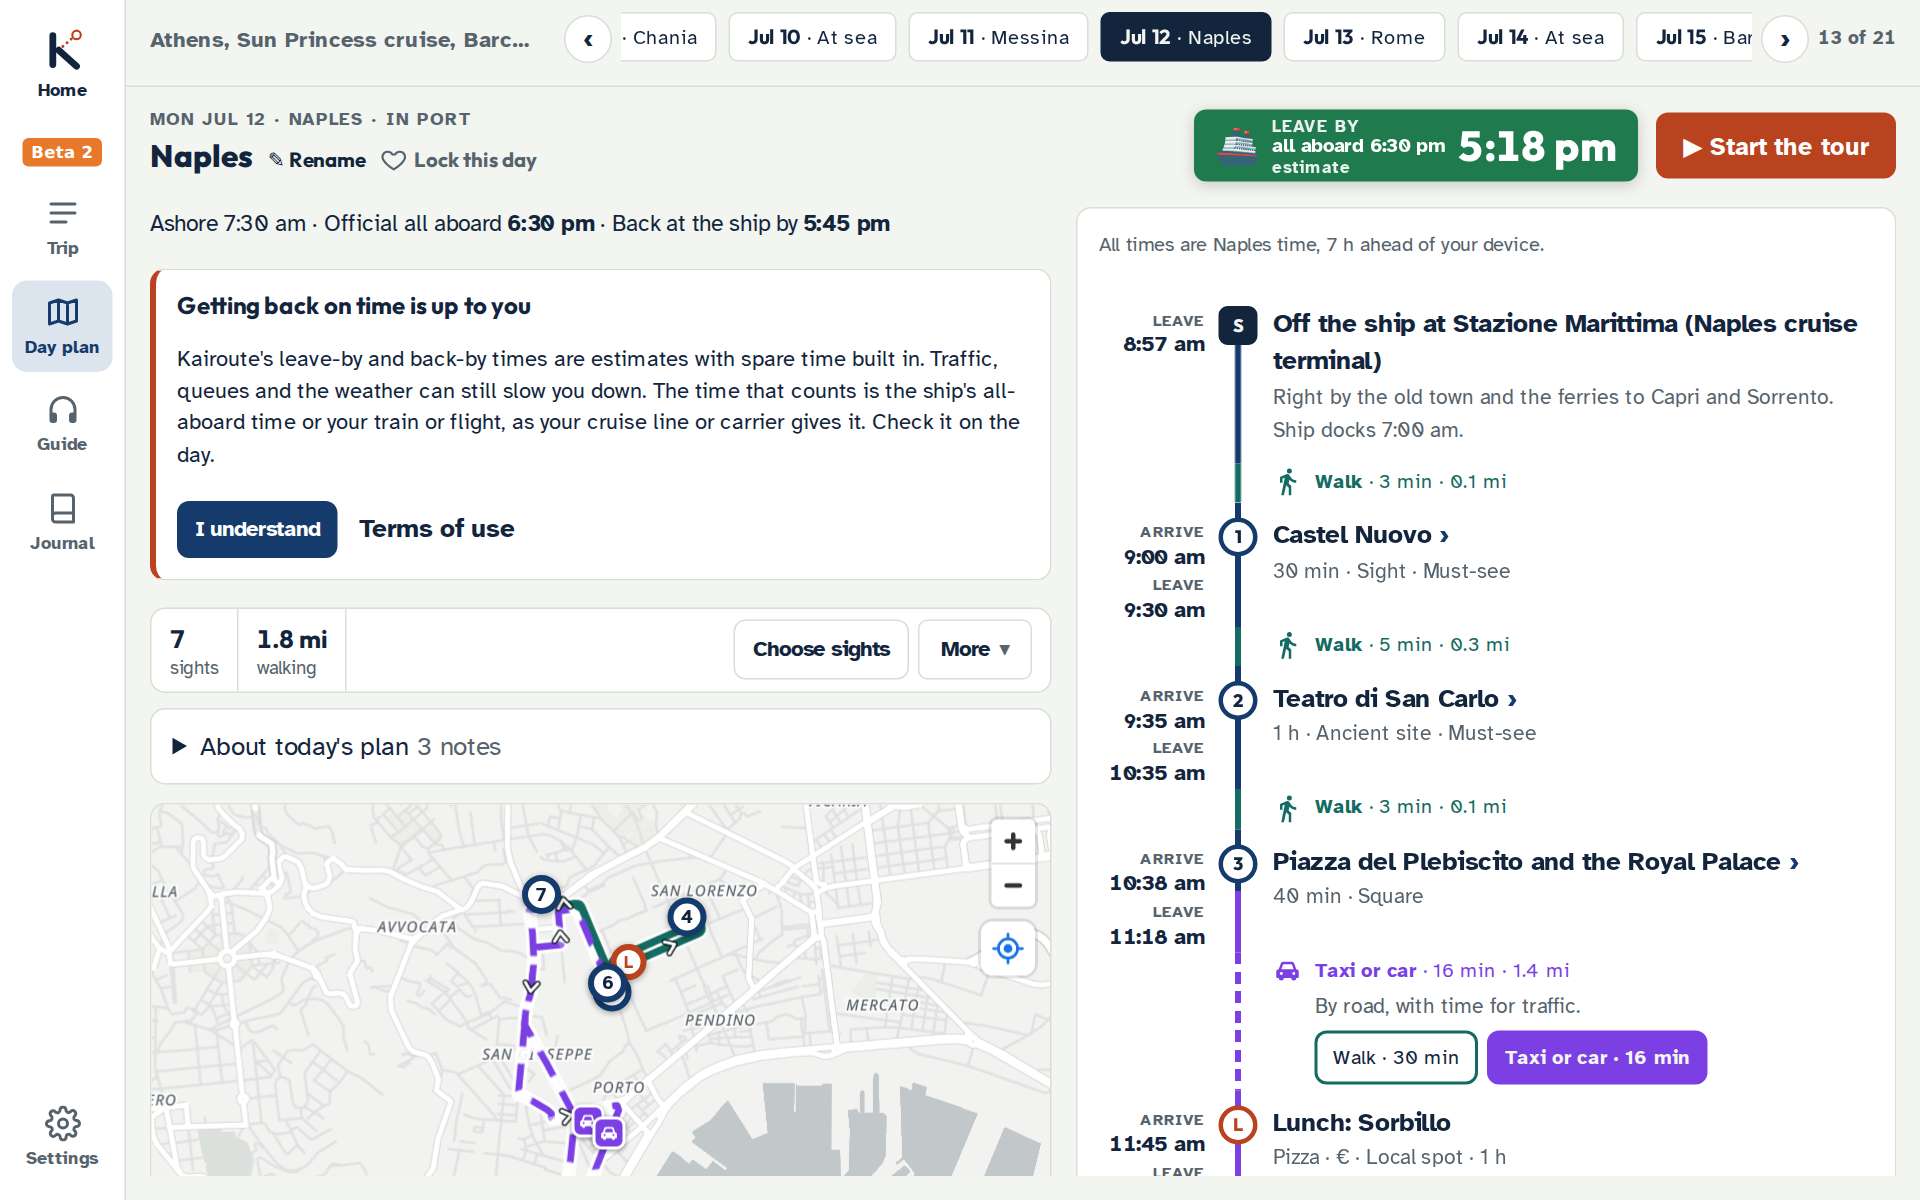 Home
Beta 2
Trip
Day plan
Guide
Journal
Settings
Athens, Sun Princess cruise, Barc...
‹
· Chania
Jul 10 · At sea
Jul 11 · Messina
Jul 12 · Naples
Jul 13 · Rome
Jul 14 · At sea
Jul 15 · Bar
›
13 of 21
MON JUL 12 · NAPLES · IN PORT
Naples
✎ Rename
Lock this day
LEAVE BY
all aboard 6:30 pm
estimate
5:18 pm
▶ Start the tour
Ashore 7:30 am · Official all aboard 6:30 pm · Back at the ship by 5:45 pm
Getting back on time is up to you
Kairoute's leave-by and back-by times are estimates with spare time built in. Traffic,
queues and the weather can still slow you down. The time that counts is the ship's all-
aboard time or your train or flight, as your cruise line or carrier gives it. Check it on the
day.
I understand
Terms of use
7
sights
1.8 mi
walking
Choose sights
More ▼
▶ About today's plan 3 notes
LLA
AVVOCATA
SAN LORENZO
7
4
L
6
MERCATO
PENDINO
PORTO
ERO
+
−
All times are Naples time, 7 h ahead of your device.
LEAVE
8:57 am
S
Off the ship at Stazione Marittima (Naples cruise
terminal)
Right by the old town and the ferries to Capri and Sorrento.
Ship docks 7:00 am.
Walk · 3 min · 0.1 mi
ARRIVE
9:00 am
LEAVE
9:30 am
1
Castel Nuovo ›
30 min · Sight · Must-see
Walk · 5 min · 0.3 mi
ARRIVE
9:35 am
LEAVE
10:35 am
2
Teatro di San Carlo ›
1 h · Ancient site · Must-see
Walk · 3 min · 0.1 mi
ARRIVE
10:38 am
LEAVE
11:18 am
3
Piazza del Plebiscito and the Royal Palace ›
40 min · Square
Taxi or car · 16 min · 1.4 mi
By road, with time for traffic.
Walk · 30 min
Taxi or car · 16 min
ARRIVE
11:45 am
LEAVE
L
Lunch: Sorbillo
Pizza · € · Local spot · 1 h